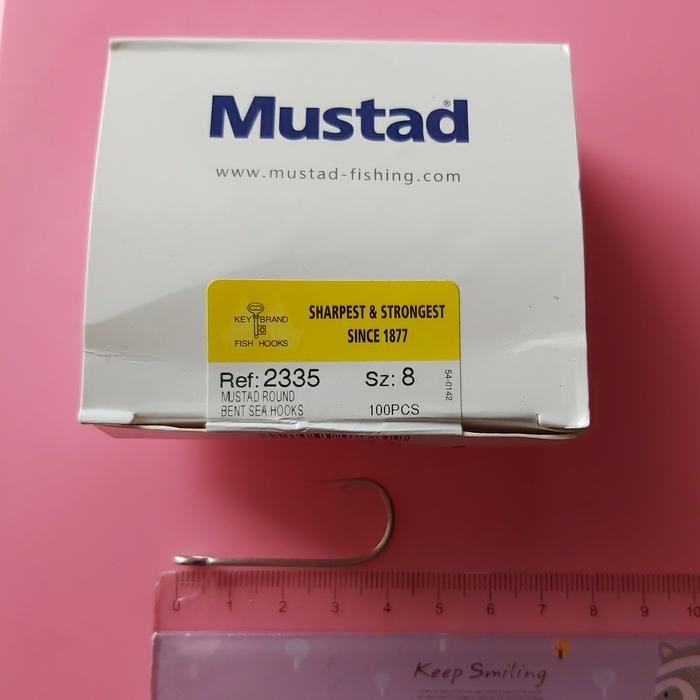 Mustad®
www.mustad-fishing.com
KEY BRAND
FISH HOOKS
SHARPEST & STRONGEST
SINCE 1877
Ref: 2335 Sz: 8
MUSTAD ROUND
BENT SEA HOOKS 100PCS
54-0142
0 1 2 3 4 5 6 7 8 9 10
Keep Smiling